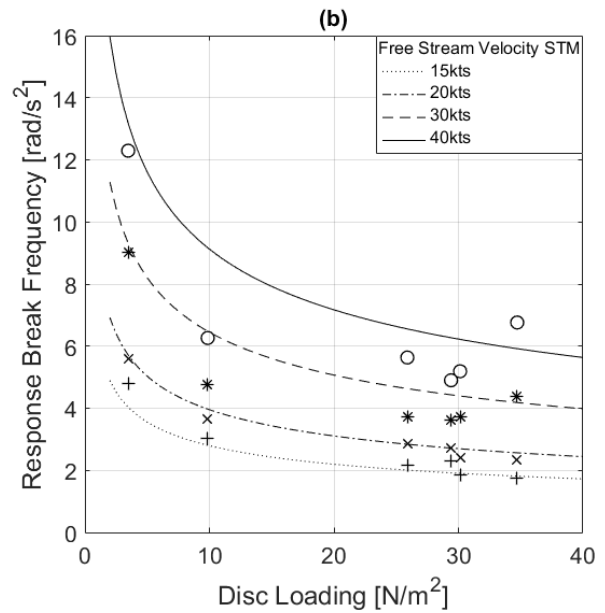 (b)
16
14
12
10
8
6
4
2
0
Response Break Frequency [rad/s²]
Free Stream Velocity STM
15kts
20kts
30kts
40kts
0 10 20 30 40
Disc Loading [N/m²]